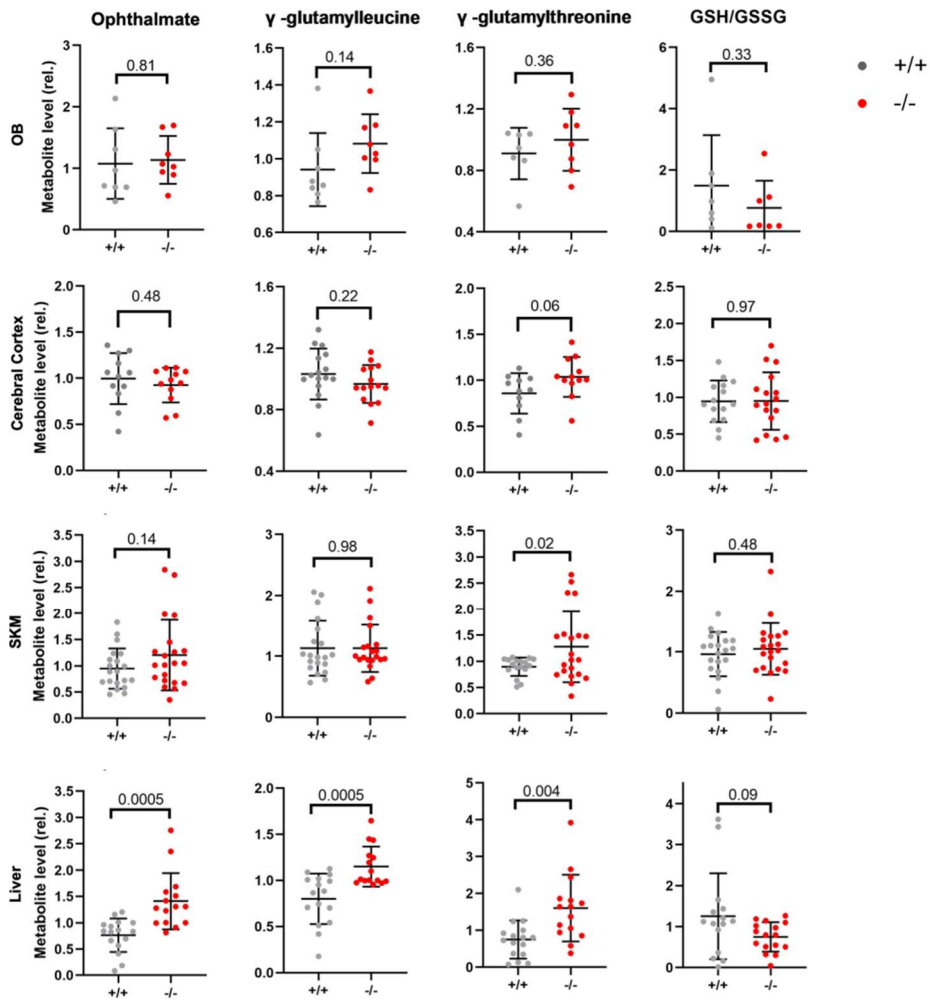 Ophthalmate γ -glutamylleucine γ -glutamylthreonine GSH/GSSG
+/+
-/-
OB
Metabolite level (rel.)
3 2 1 0
0.81
+/+ -/-
1.6 1.4 1.2 1.0 0.8 0.6
0.14
+/+ -/-
1.2 1.0 0.8 0.6 0.4
1.4
0.36
+/+ -/-
6 4 2 0
0.33
+/+ -/-
Cerebral Cortex
Metabolite level (rel.)
2.0 1.5 1.0 0.5 0.0
0.48
+/+ -/-
1.6 1.2 0.8 0.4
0.22
+/+ -/-
2.0 1.5 1.0 0.5 0.0
0.06
+/+ -/-
2.5 2.0 1.5 1.0 0.5 0.0
0.97
+/+ -/-
SKM
Metabolite level (rel.)
3.5 3.0 2.5 2.0 1.5 1.0 0.5 0.0
0.14
+/+ -/-
3 2 1 0
0.98
+/+ -/-
3.5 3.0 2.5 2.0 1.5 1.0 0.5 0.0
0.02
+/+ -/-
3 2 1 0
0.48
+/+ -/-
Liver
Metabolite level (rel.)
3.5 3.0 2.5 2.0 1.5 1.0 0.5 0.0
0.0005
+/+ -/-
2.0 1.5 1.0 0.5 0.0
0.0005
+/+ -/-
5 4 3 2 1 0
0.004
+/+ -/-
4 3 2 1 0
0.09
+/+ -/-